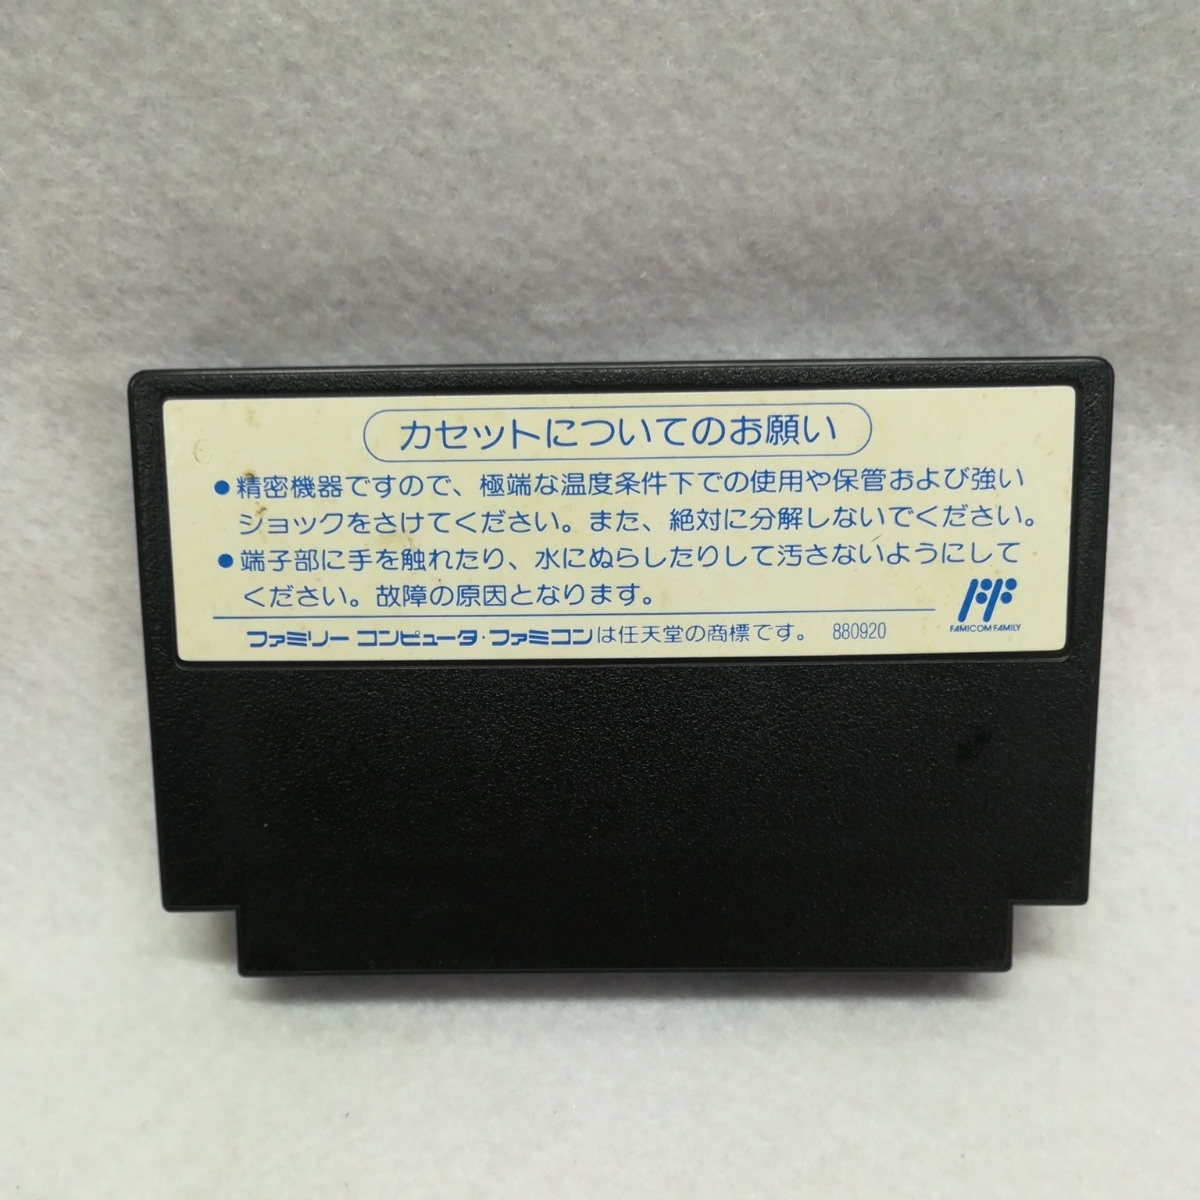 カセットについてのお願い
●精密機器ですので、極端な温度条件下での使用や保管および強い
ショックをさけてください。また、絶対に分解しないでください。
●端子部に手を触れたり、水にぬらしたりして汚さないようにして
ください。故障の原因となります。
FAMICOM FAMILY
ファミリー コンピュータ・ファミコンは任天堂の商標です。 880920